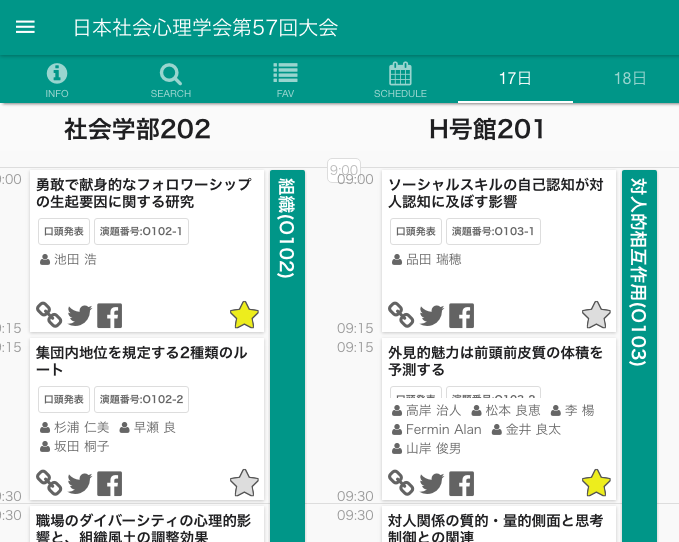 日本社会心理学会第57回大会
INFO
SEARCH
FAV
SCHEDULE
17日
18日
社会学部202
H号館201
9:00
9:00
勇敢で献身的なフォロワーシップ
の生起要因に関する研究
口頭発表 演題番号:O102-1
池田 浩
9:15
組織(O102)
9:15
集団内地位を規定する2種類のル
ート
口頭発表 演題番号:O102-2
杉浦 仁美 早瀬 良
坂田 桐子
9:30
9:30
職場のダイバーシティの心理的影
響と、組織風土の調整効果
09:00
ソーシャルスキルの自己認知が対
人認知に及ぼす影響
口頭発表 演題番号:O103-1
品田 瑞穂
09:15
対人的相互作用(O103)
09:15
外見的魅力は前頭前皮質の体積を
予測する
口頭発表 演題番号:O103-2
高岸 治人 松本 良恵 李 楊
Fermin Alan 金井 良太
山岸 俊男
09:30
09:30
対人関係の質的・量的側面と思考
制御との関連